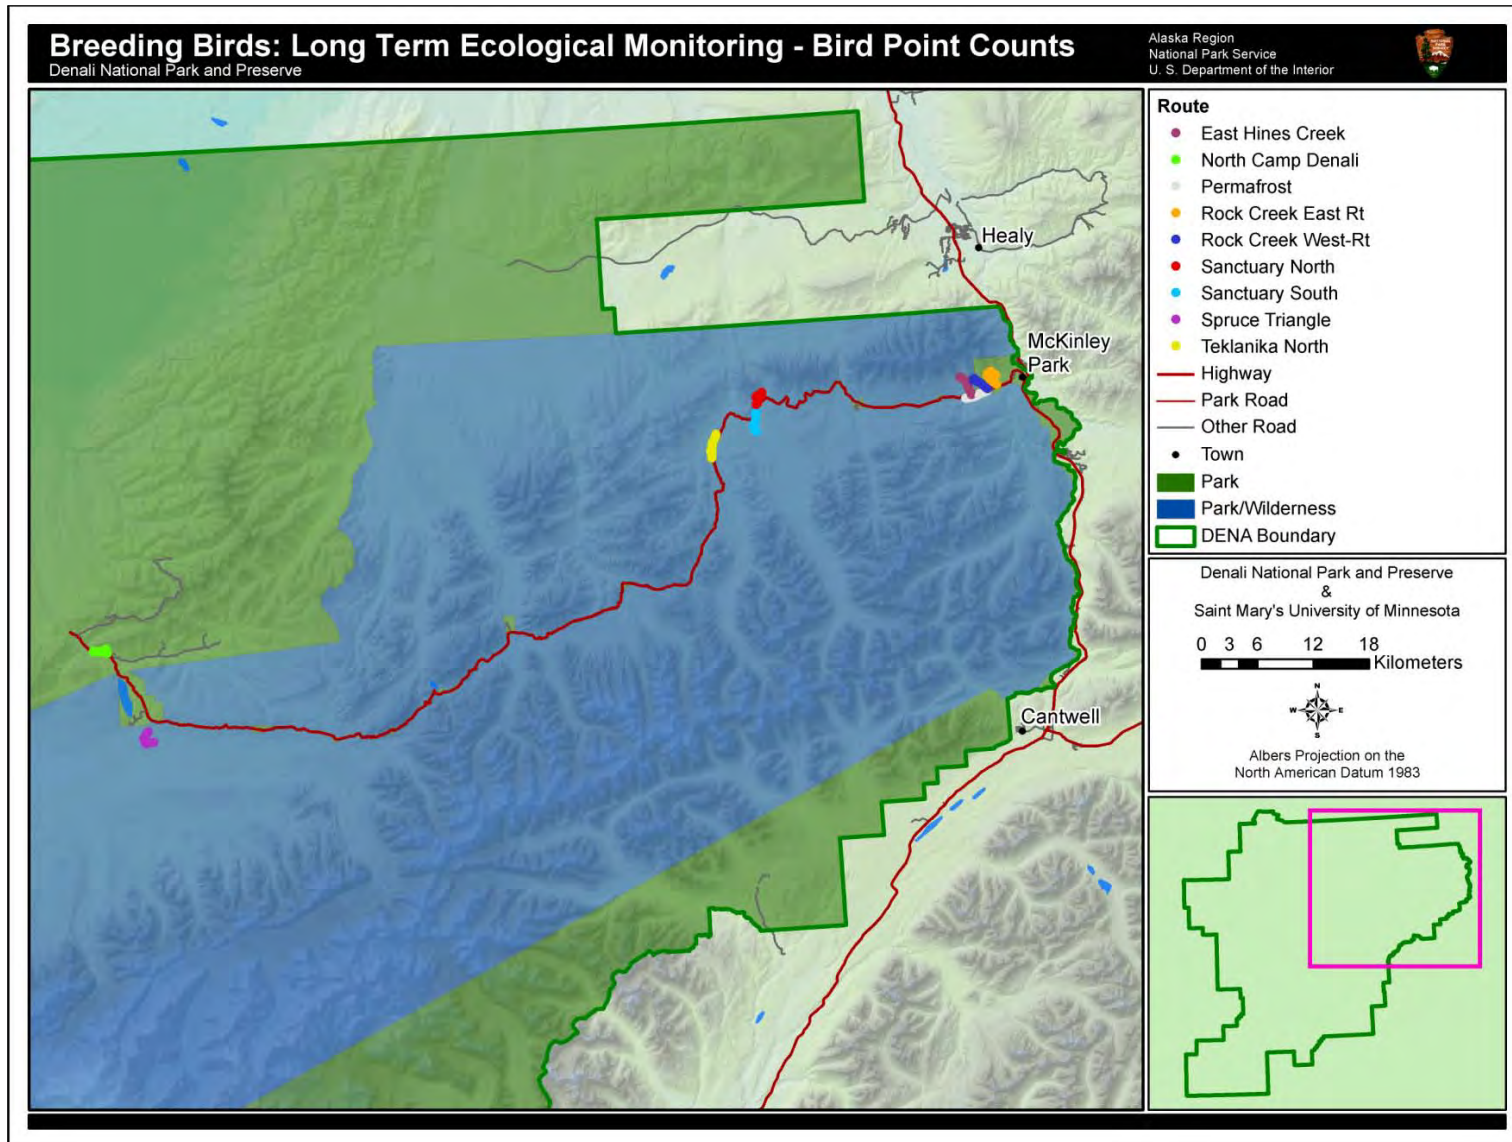 Breeding Birds: Long Term Ecological Monitoring - Bird Point Counts
Denali National Park and Preserve
Alaska Region
National Park Service
U. S. Department of the Interior
Healy
McKinley
Park
Cantwell
Route
East Hines Creek
North Camp Denali
Permafrost
Rock Creek East Rt
Rock Creek West-Rt
Sanctuary North
Sanctuary South
Spruce Triangle
Teklanika North
Highway
Park Road
Other Road
Town
Park
Park/Wilderness
DENA Boundary
Denali National Park and Preserve
&
Saint Mary's University of Minnesota
0 3 6 12 18
Kilometers
N
W E
S
Albers Projection on the
North American Datum 1983